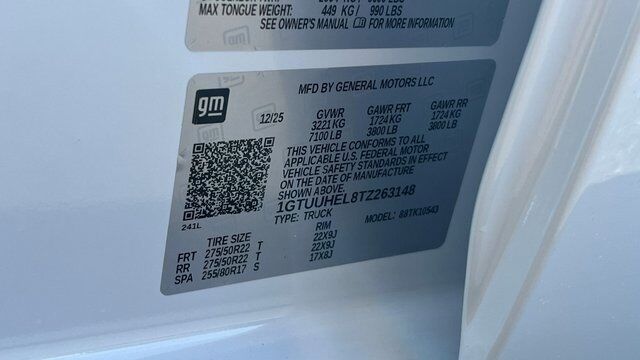 MAX TONGUE WEIGHT: 449 KG/ 990 LBS
SEE OWNER'S MANUAL FOR MORE INFORMATION
MFD BY GENERAL MOTORS LLC
gm
12/25 GVWR GAWR FRT GAWR RR
3221 KG 1724 KG 1724 KG
7100 LB 3800 LB 3800 LB
THIS VEHICLE CONFORMS TO ALL
APPLICABLE U.S. FEDERAL MOTOR
VEHICLE SAFETY STANDARDS IN EFFECT
ON THE DATE OF MANUFACTURE
SHOWN ABOVE.
1GTUUHEL8TZ263148
TYPE: TRUCK MODEL: 88TK10543
241L
TIRE SIZE RIM
FRT 275/50R22 T 22X9J
RR 275/50R22 T 22X9J
SPA 255/80R17 S 17X8J